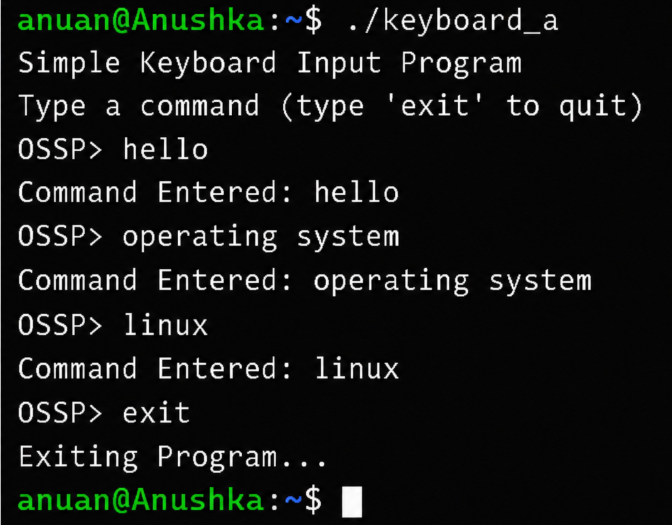 anuan@Anushka:~$ ./keyboard_a
Simple Keyboard Input Program
Type a command (type 'exit' to quit)
OSSP> hello
Command Entered: hello
OSSP> operating system
Command Entered: operating system
OSSP> linux
Command Entered: linux
OSSP> exit
Exiting Program...
anuan@Anushka:~$